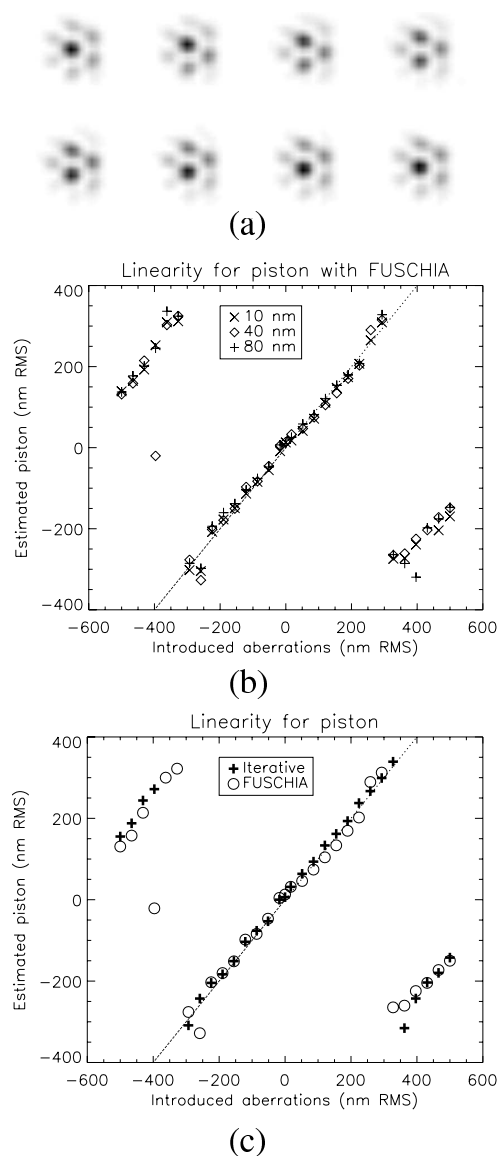 (a)
Linearity for piston with FUSCHIA
400
200
0
−200
−400
Estimated piston (nm RMS)
× 10 nm
◇ 40 nm
+ 80 nm
−600 −400 −200 0 200 400 600
Introduced aberrations (nm RMS)
(b)
Linearity for piston
400
200
0
−200
−400
Estimated piston (nm RMS)
+ Iterative
○ FUSCHIA
−600 −400 −200 0 200 400 600
Introduced aberrations (nm RMS)
(c)